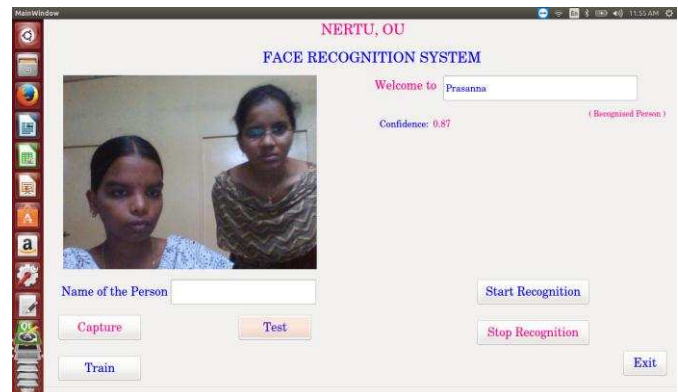 MainWindow
En
11:55 AM
NERTU, OU
FACE RECOGNITION SYSTEM
Welcome to Prasanna
( Recognised Person )
Confidence: 0.87
Name of the Person
Start Recognition
Capture
Test
Stop Recognition
Train
Exit